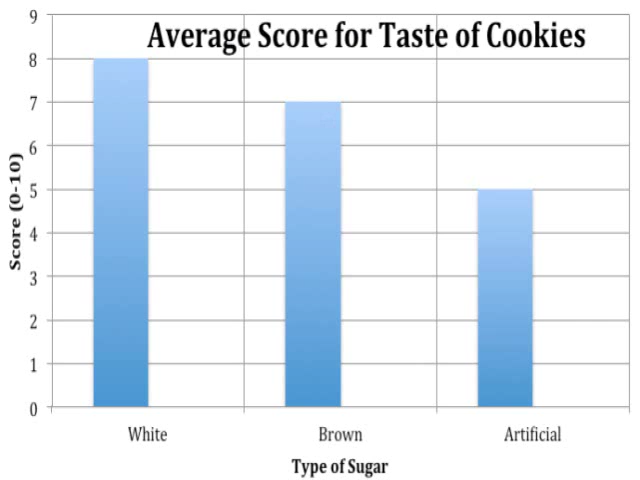 Average Score for Taste of Cookies
9
8
7
6
5
4
3
2
1
0
Score (0-10)
White
Brown
Artificial
Type of Sugar